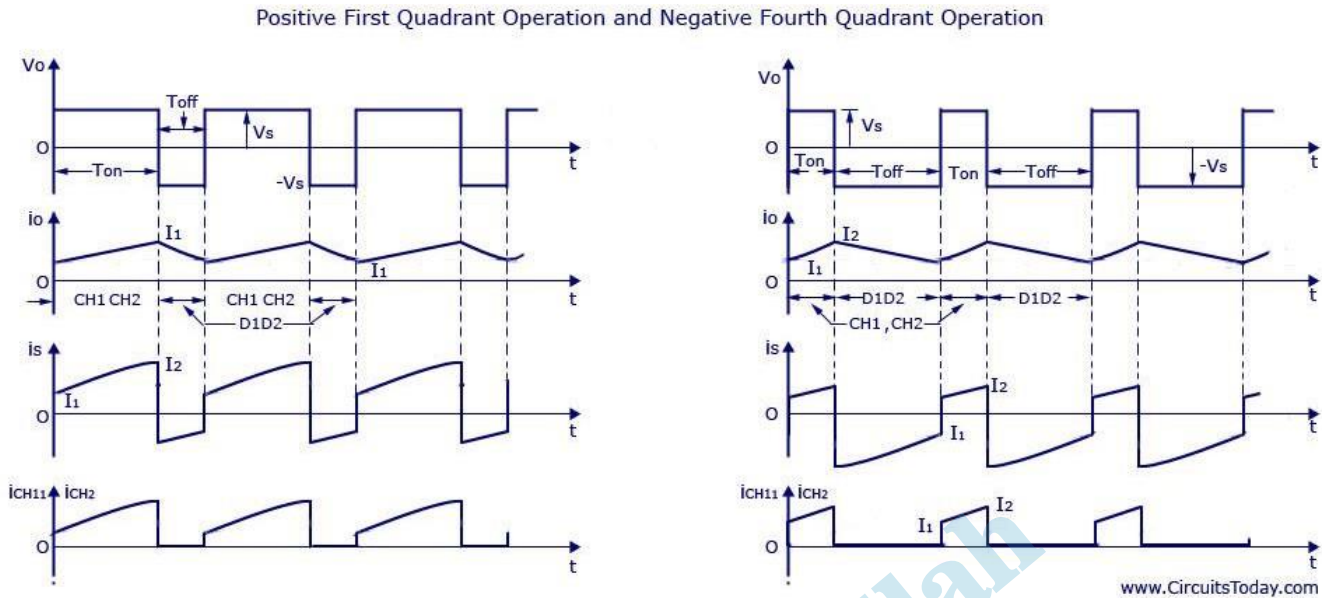 Positive First Quadrant Operation and Negative Fourth Quadrant Operation
Vo
Toff
Vs
O
t
Ton
-Vs
io
I1
I1
O
t
CH1 CH2
CH1 CH2
D1D2
is
I2
I1
O
t
iCH11 iCH2
O
t
Vo
Vs
O
t
Ton
Toff
Ton
Toff
-Vs
io
I2
I1
O
t
D1D2
D1D2
CH1 ,CH2
is
I2
O
I1
t
iCH11 iCH2
I1
I2
O
t
www.CircuitsToday.com